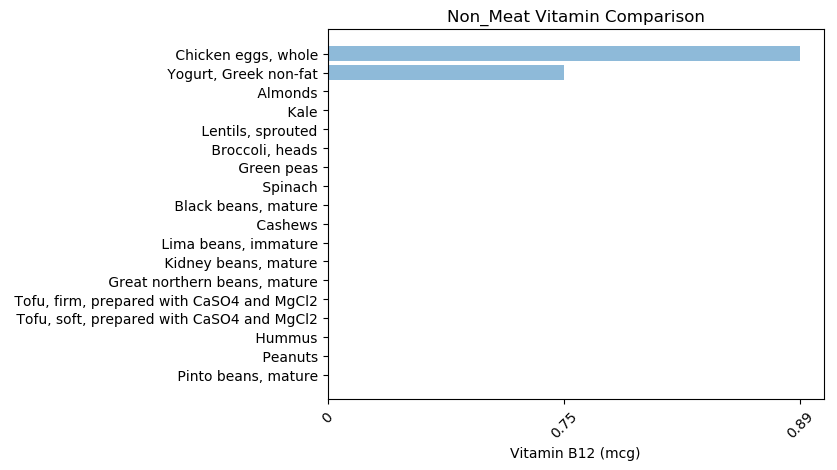 Non_Meat Vitamin Comparison
Chicken eggs, whole
Yogurt, Greek non-fat
Almonds
Kale
Lentils, sprouted
Broccoli, heads
Green peas
Spinach
Black beans, mature
Cashews
Lima beans, immature
Kidney beans, mature
Great northern beans, mature
Tofu, firm, prepared with CaSO4 and MgCl2
Tofu, soft, prepared with CaSO4 and MgCl2
Hummus
Peanuts
Pinto beans, mature
0 0.75 0.89
Vitamin B12 (mcg)